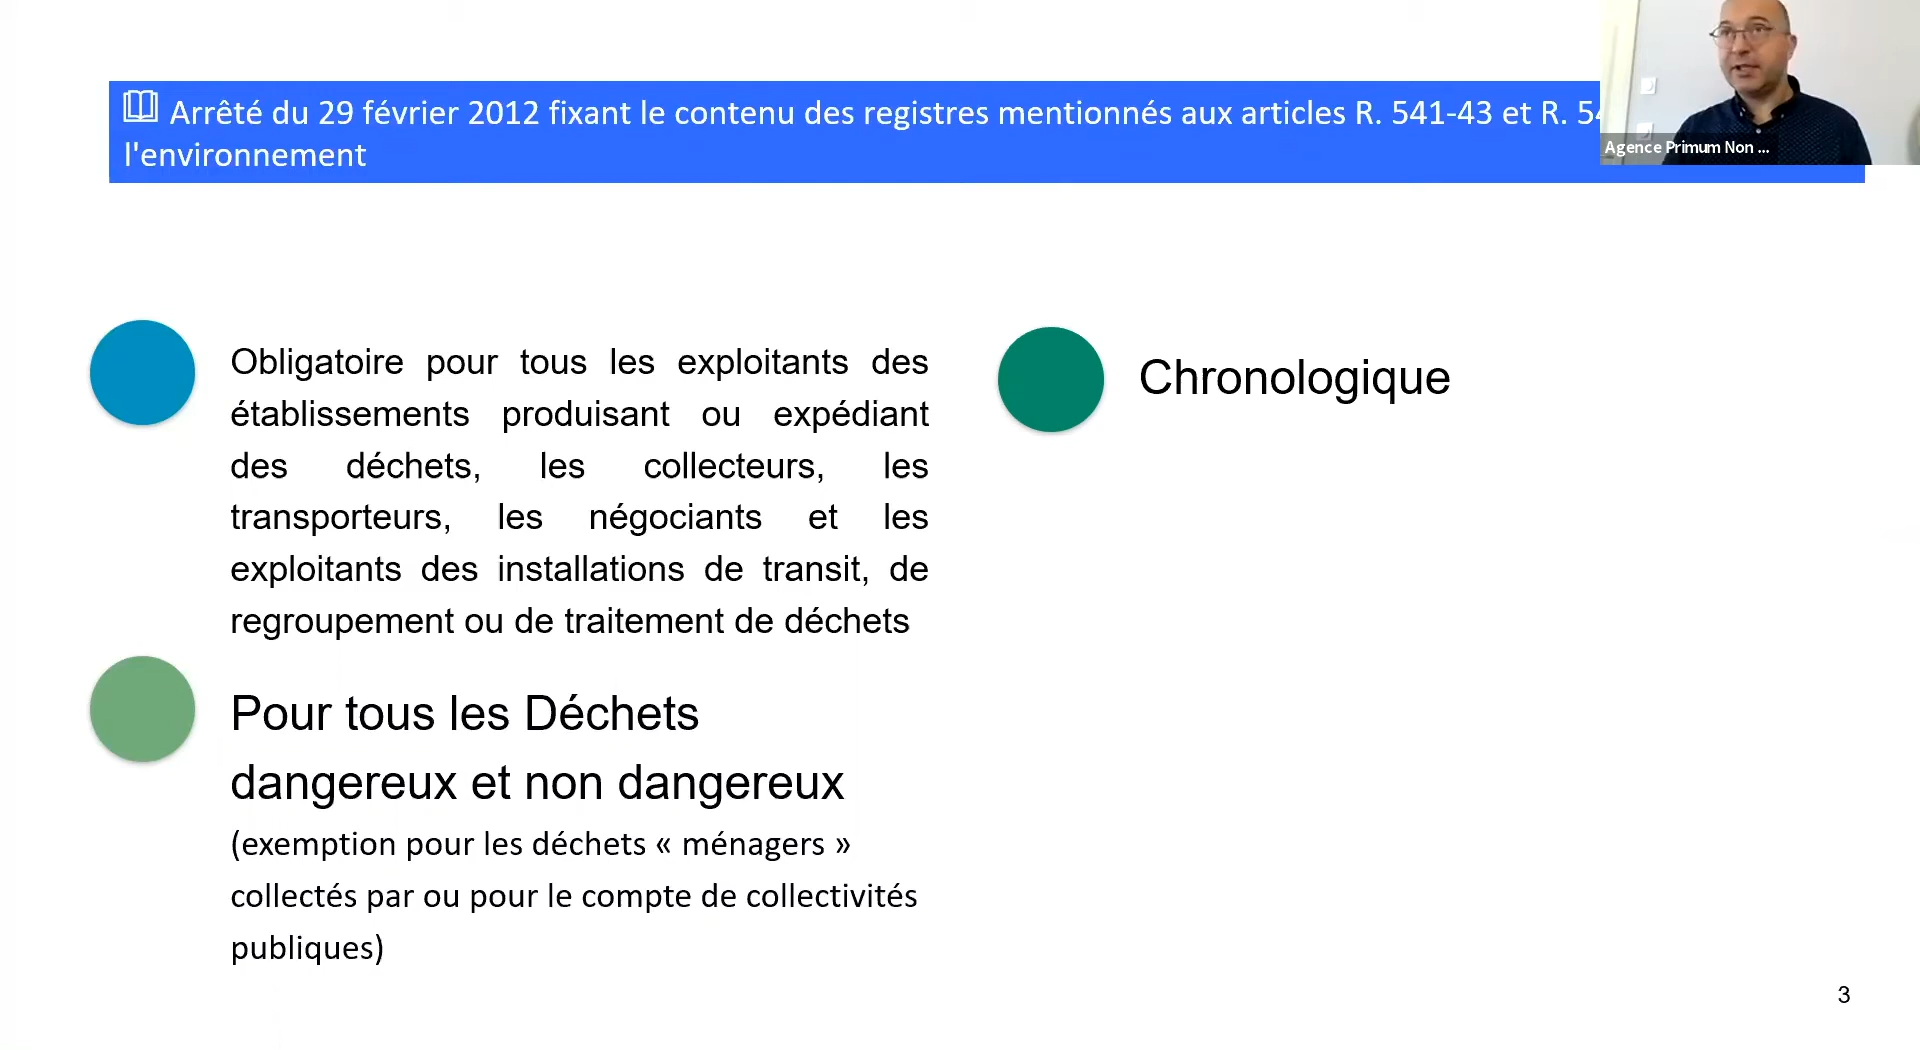 Arrêté du 29 février 2012 fixant le contenu des registres mentionnés aux articles R. 541-43 et R.
l'environnement
Agence Primum Non ...
Obligatoire pour tous les exploitants des
établissements produisant ou expédiant
des déchets, les collecteurs, les
transporteurs, les négociants et les
exploitants des installations de transit, de
regroupement ou de traitement de déchets
Pour tous les Déchets
dangereux et non dangereux
(exemption pour les déchets « ménagers »
collectés par ou pour le compte de collectivités
publiques)
Chronologique
3